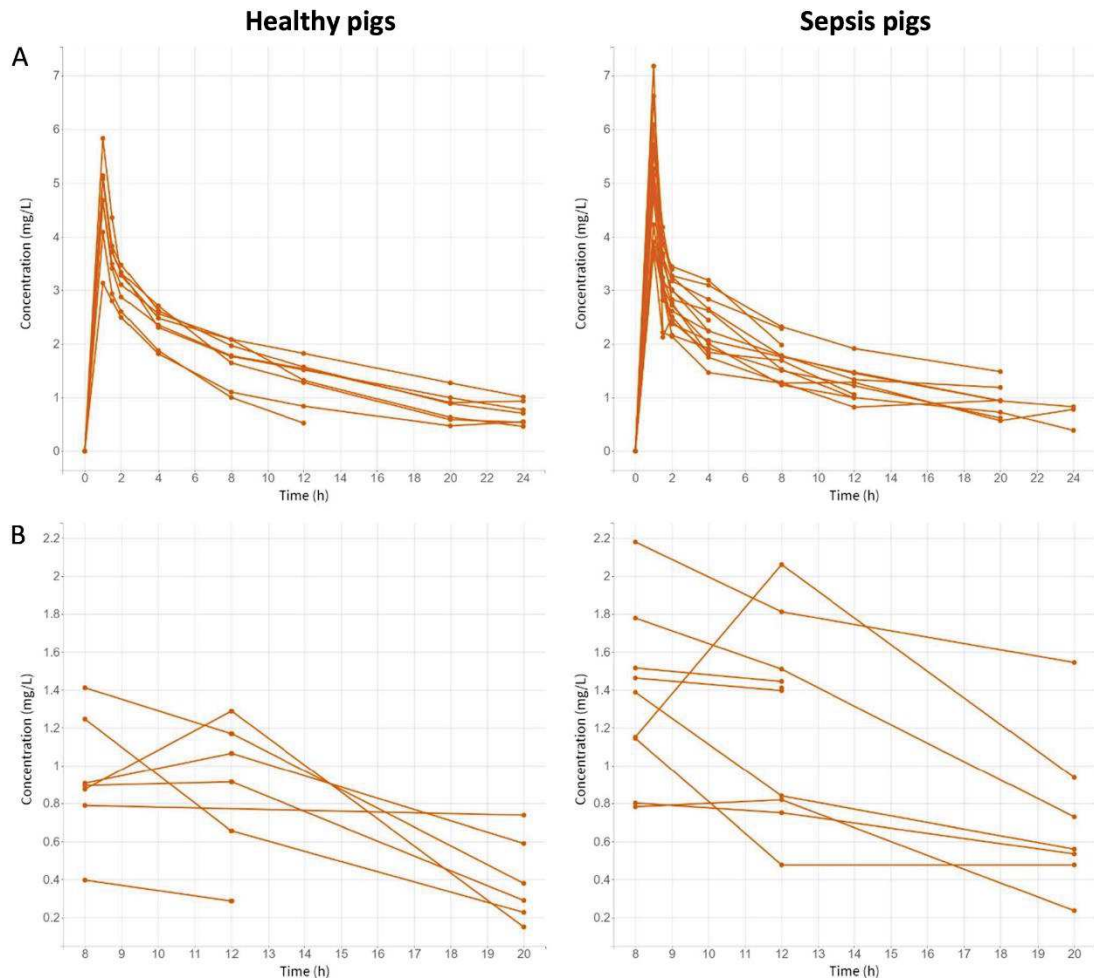 Healthy pigs
Sepsis pigs
A
Concentration (mg/L)
7
6
5
4
3
2
1
0
0 2 4 6 8 10 12 14 16 18 20 22 24
Time (h)
Concentration (mg/L)
7
6
5
4
3
2
1
0
0 2 4 6 8 10 12 14 16 18 20 22 24
Time (h)
B
Concentration (mg/L)
2.2
2
1.8
1.6
1.4
1.2
1
0.8
0.6
0.4
0.2
8 9 10 11 12 13 14 15 16 17 18 19 20
Time (h)
Concentration (mg/L)
2.2
2
1.8
1.6
1.4
1.2
1
0.8
0.6
0.4
0.2
8 9 10 11 12 13 14 15 16 17 18 19 20
Time (h)